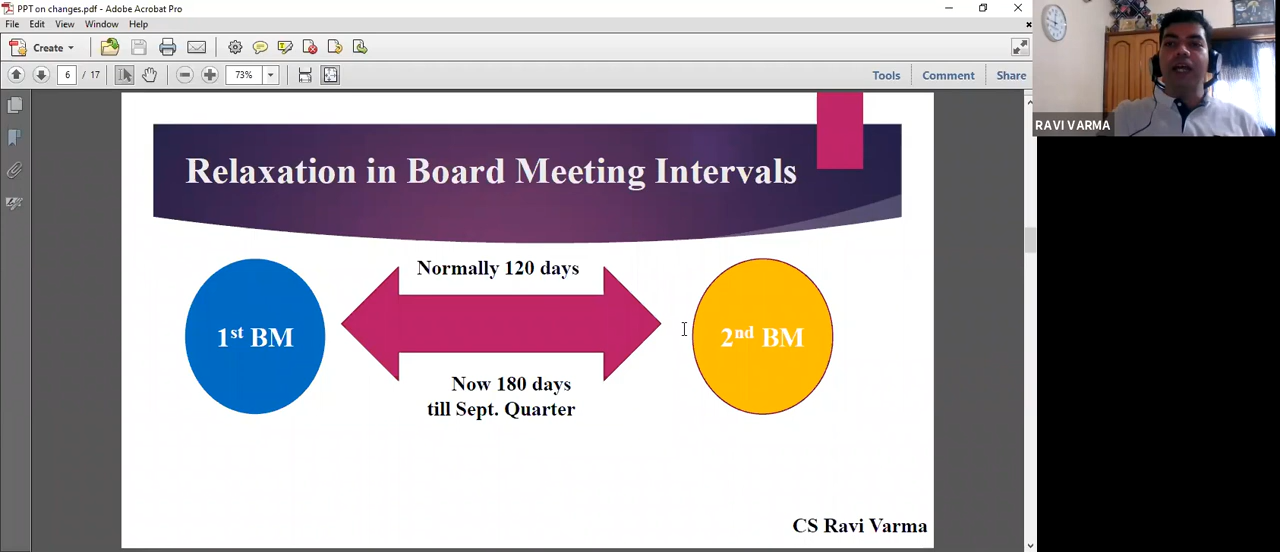 PPT on changes.pdf - Adobe Acrobat Pro
File Edit View Window Help
Create
6 / 17
73%
Tools Comment Share
RAVI VARMA
Relaxation in Board Meeting Intervals
Normally 120 days
1st BM
2nd BM
Now 180 days
till Sept. Quarter
CS Ravi Varma